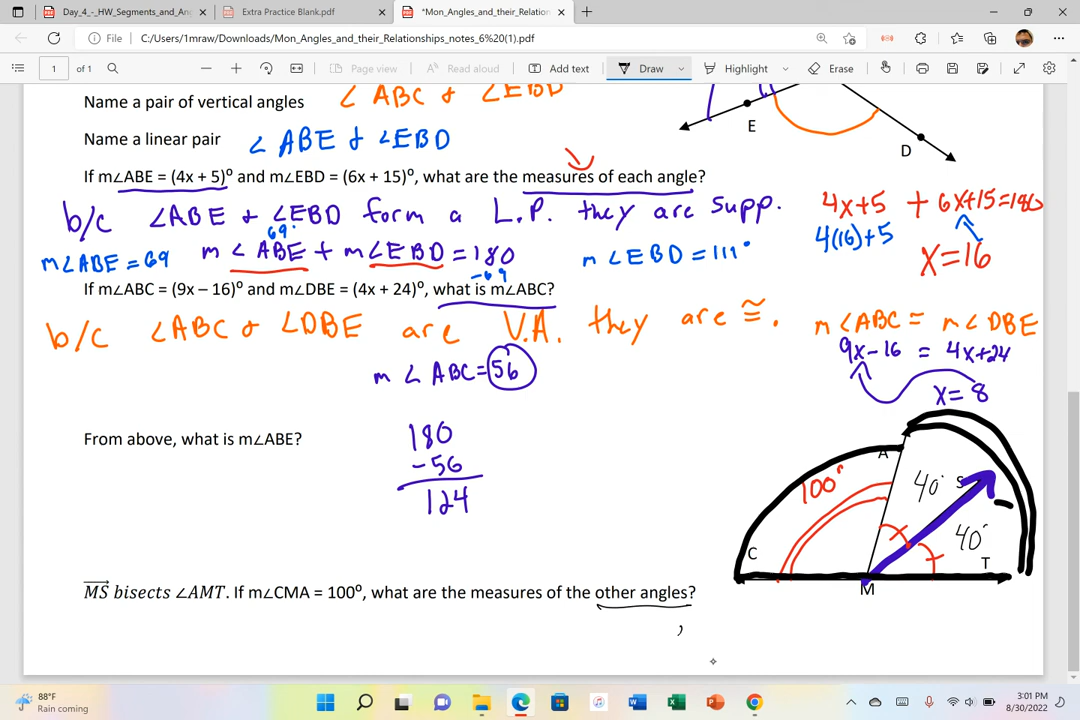 Day_4_-_HW_Segments_and_An
Extra Practice Blank.pdf
*Mon_Angles_and_their_Relation
File C:/Users/1mraw/Downloads/Mon_Angles_and_their_Relationships_notes_6%20(1).pdf
1 of 1 Page view Read aloud Add text Draw Highlight Erase
Name a pair of vertical angles ∠ ABC & ∠EBD
E
Name a linear pair ∠ ABE & ∠EBD
D
If m∠ABE = (4x + 5)⁰ and m∠EBD = (6x + 15)⁰, what are the measures of each angle?
4x+5 + 6x+15=180
b/c ∠ABE & ∠EBD form a L.P. they are supp.
69°
4(16)+5
m∠ABE=69 m ∠ ABE + m∠EBD = 180 m ∠EBD = 111°
x=16
-69
If m∠ABC = (9x – 16)⁰ and m∠DBE = (4x + 24)⁰, what is m∠ABC?
b/c ∠ABC & ∠DBE are V.A. they are ≅. m ∠ABC = m∠DBE
9x-16 = 4x+24
m ∠ ABC=56
x= 8
From above, what is m∠ABE?
180
-56
124
A
100°
40°
S
40°
C
T
M
MS bisects ∠AMT. If m∠CMA = 100⁰, what are the measures of the other angles?
88°F
Rain coming
3:01 PM
8/30/2022